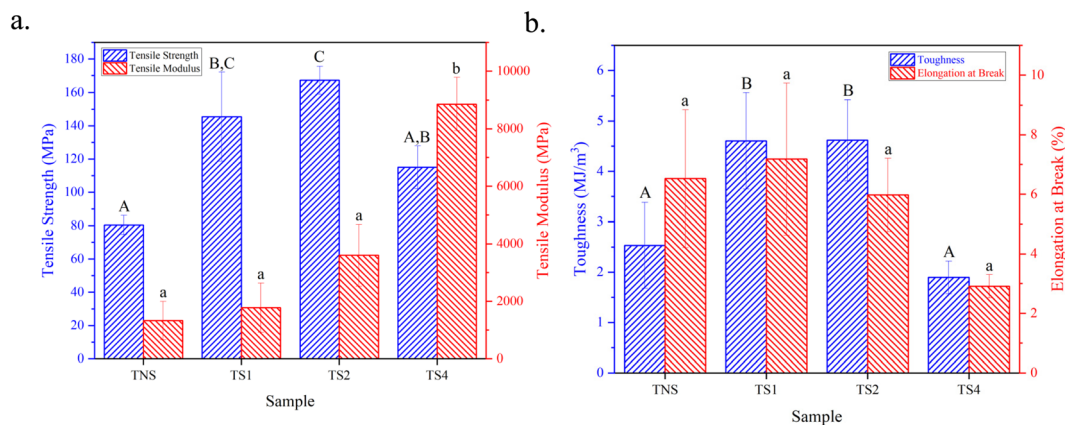 a.
Tensile Strength
Tensile Modulus
Tensile Strength (MPa)
0
20
40
60
80
100
120
140
160
180
A
a
B,C
a
C
a
A,B
b
0
2000
4000
6000
8000
10000
Tensile Modulus (MPa)
TNS TS1 TS2 TS4
Sample
b.
Toughness
Elongation at Break
Toughness (MJ/m³)
0
1
2
3
4
5
6
A
a
B
a
B
a
A
a
0
2
4
6
8
10
Elongation at Break (%)
TNS TS1 TS2 TS4
Sample